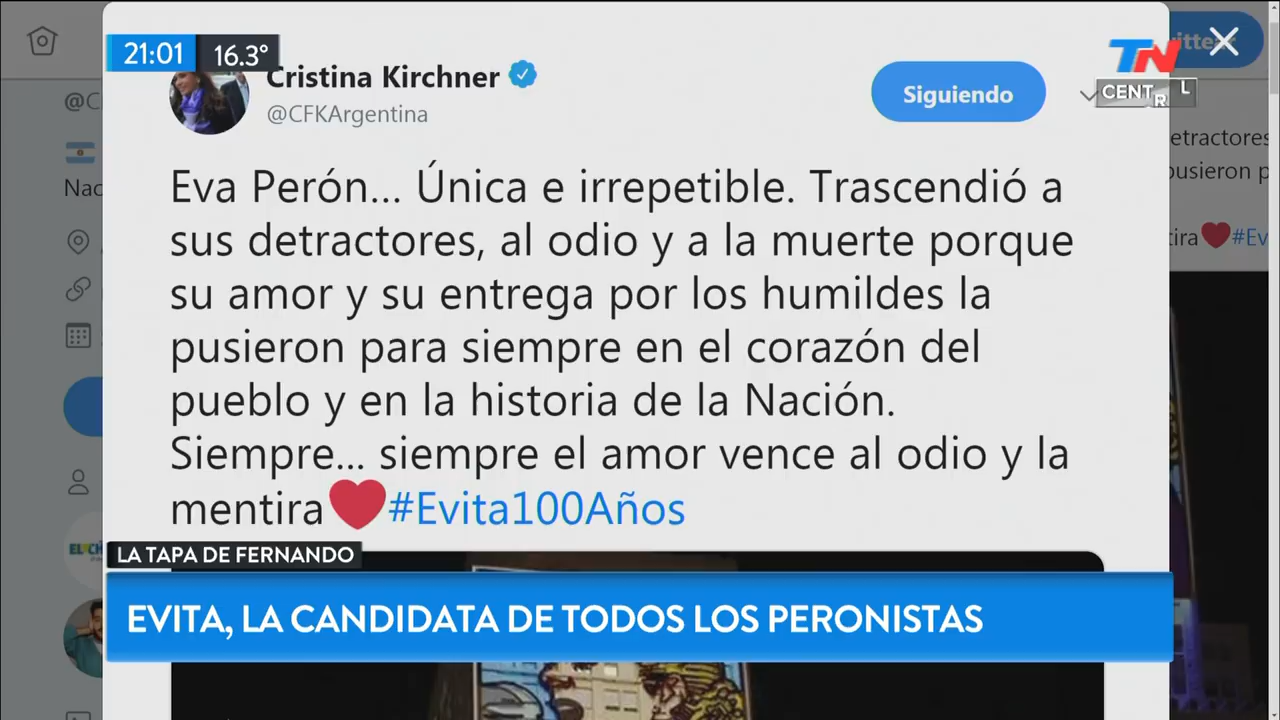 21:01 16.3°
Cristina Kirchner
@CFKArgentina
Siguiendo
TN
CENTRL
Eva Perón... Única e irrepetible. Trascendió a
sus detractores, al odio y a la muerte porque
su amor y su entrega por los humildes la
pusieron para siempre en el corazón del
pueblo y en la historia de la Nación.
Siempre... siempre el amor vence al odio y la
mentira❤#Evita100Años
LA TAPA DE FERNANDO
EVITA, LA CANDIDATA DE TODOS LOS PERONISTAS